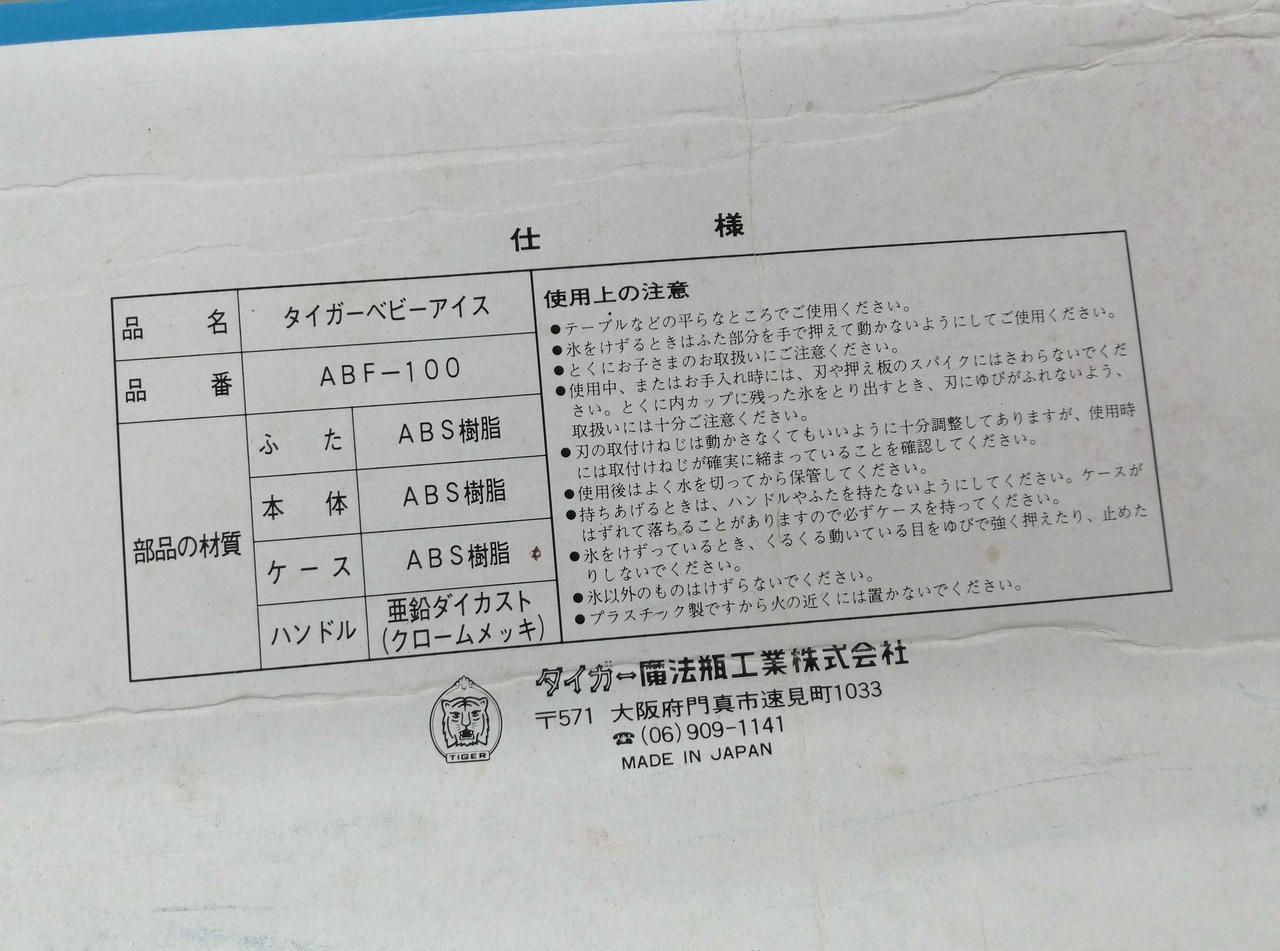 仕様
品名 タイガーベビーアイス
品番 ABF-100
部品の材質
ふた ABS樹脂
本体 ABS樹脂
ケース ABS樹脂
ハンドル 亜鉛ダイカスト
(クロームメッキ)
使用上の注意
●テーブルなどの平らなところでご使用ください。
●氷をけずるときはふた部分を手で押えて動かないようにしてご使用ください。
●とくにお子さまのお取扱いにご注意ください。
●使用中、またはお手入れ時には、刃や押え板のスパイクにはさわらないでくだ
さい。とくに内カップに残った氷をとり出すとき、刃にゆびがふれないよう、
取扱いには十分ご注意ください。
●刃の取付けねじは動かさなくてもいいように十分調整してありますが、使用時
には取付けねじが確実に締まっていることを確認してください。
●使用後はよく水を切ってから保管してください。
●持ちあげるときは、ハンドルやふたを持たないようにしてください。ケースが
はずれて落ちることがありますので必ずケースを持ってください。
●氷をけずっているとき、くるくる動いている目をゆびで強く押えたり、止めた
りしないでください。
●氷以外のものはけずらないでください。
●プラスチック製ですから火の近くには置かないでください。
タイガー魔法瓶工業株式会社
〒571 大阪府門真市速見町1033
☎(06)909-1141
MADE IN JAPAN
TIGER